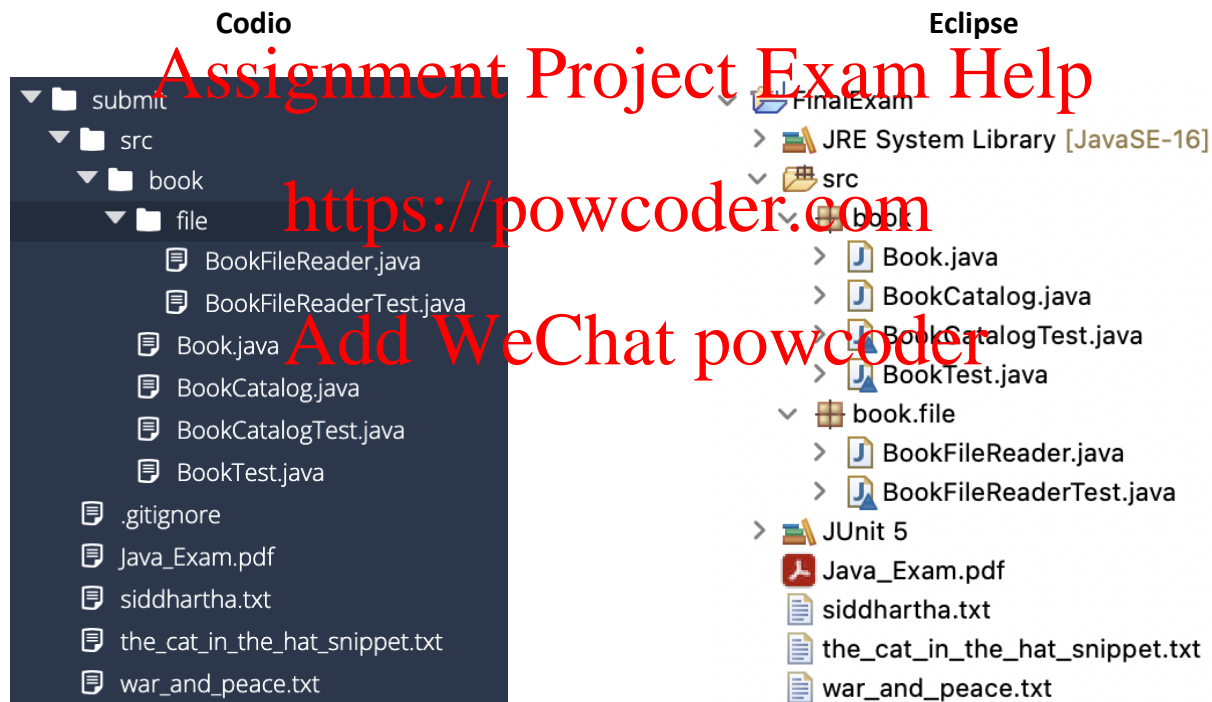 Codio
Eclipse
Assignment Project Exam Help
https://powcoder.com
Add WeChat powcoder
submit
src
book
file
BookFileReader.java
BookFileReaderTest.java
Book.java
BookCatalog.java
BookCatalogTest.java
BookTest.java
.gitignore
Java_Exam.pdf
siddhartha.txt
the_cat_in_the_hat_snippet.txt
war_and_peace.txt
FinalExam
JRE System Library [JavaSE-16]
src
book
Book.java
BookCatalog.java
BookCatalogTest.java
BookTest.java
book.file
BookFileReader.java
BookFileReaderTest.java
JUnit 5
Java_Exam.pdf
siddhartha.txt
the_cat_in_the_hat_snippet.txt
war_and_peace.txt